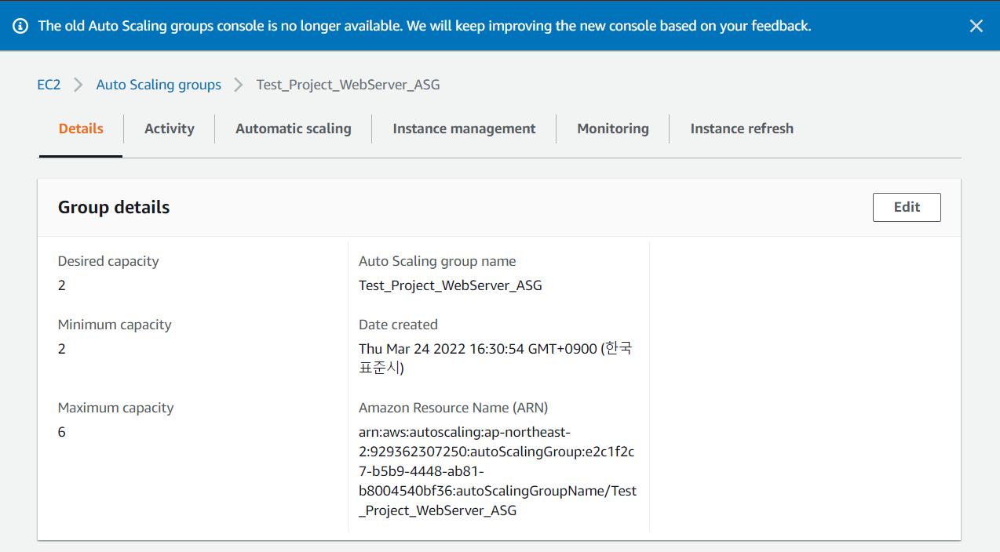 The old Auto Scaling groups console is no longer available. We will keep improving the new console based on your feedback.
EC2 > Auto Scaling groups > Test_Project_WebServer_ASG
Details Activity Automatic scaling Instance management Monitoring Instance refresh
Group details
Edit
Desired capacity
2
Minimum capacity
2
Maximum capacity
6
Auto Scaling group name
Test_Project_WebServer_ASG
Date created
Thu Mar 24 2022 16:30:54 GMT+0900 (한국
표준시)
Amazon Resource Name (ARN)
arn:aws:autoscaling:ap-northeast-
2:929362307250:autoScalingGroup:e2c1f2c
7-b5b9-4448-ab81-
b8004540bf36:autoScalingGroupName/Test
_Project_WebServer_ASG